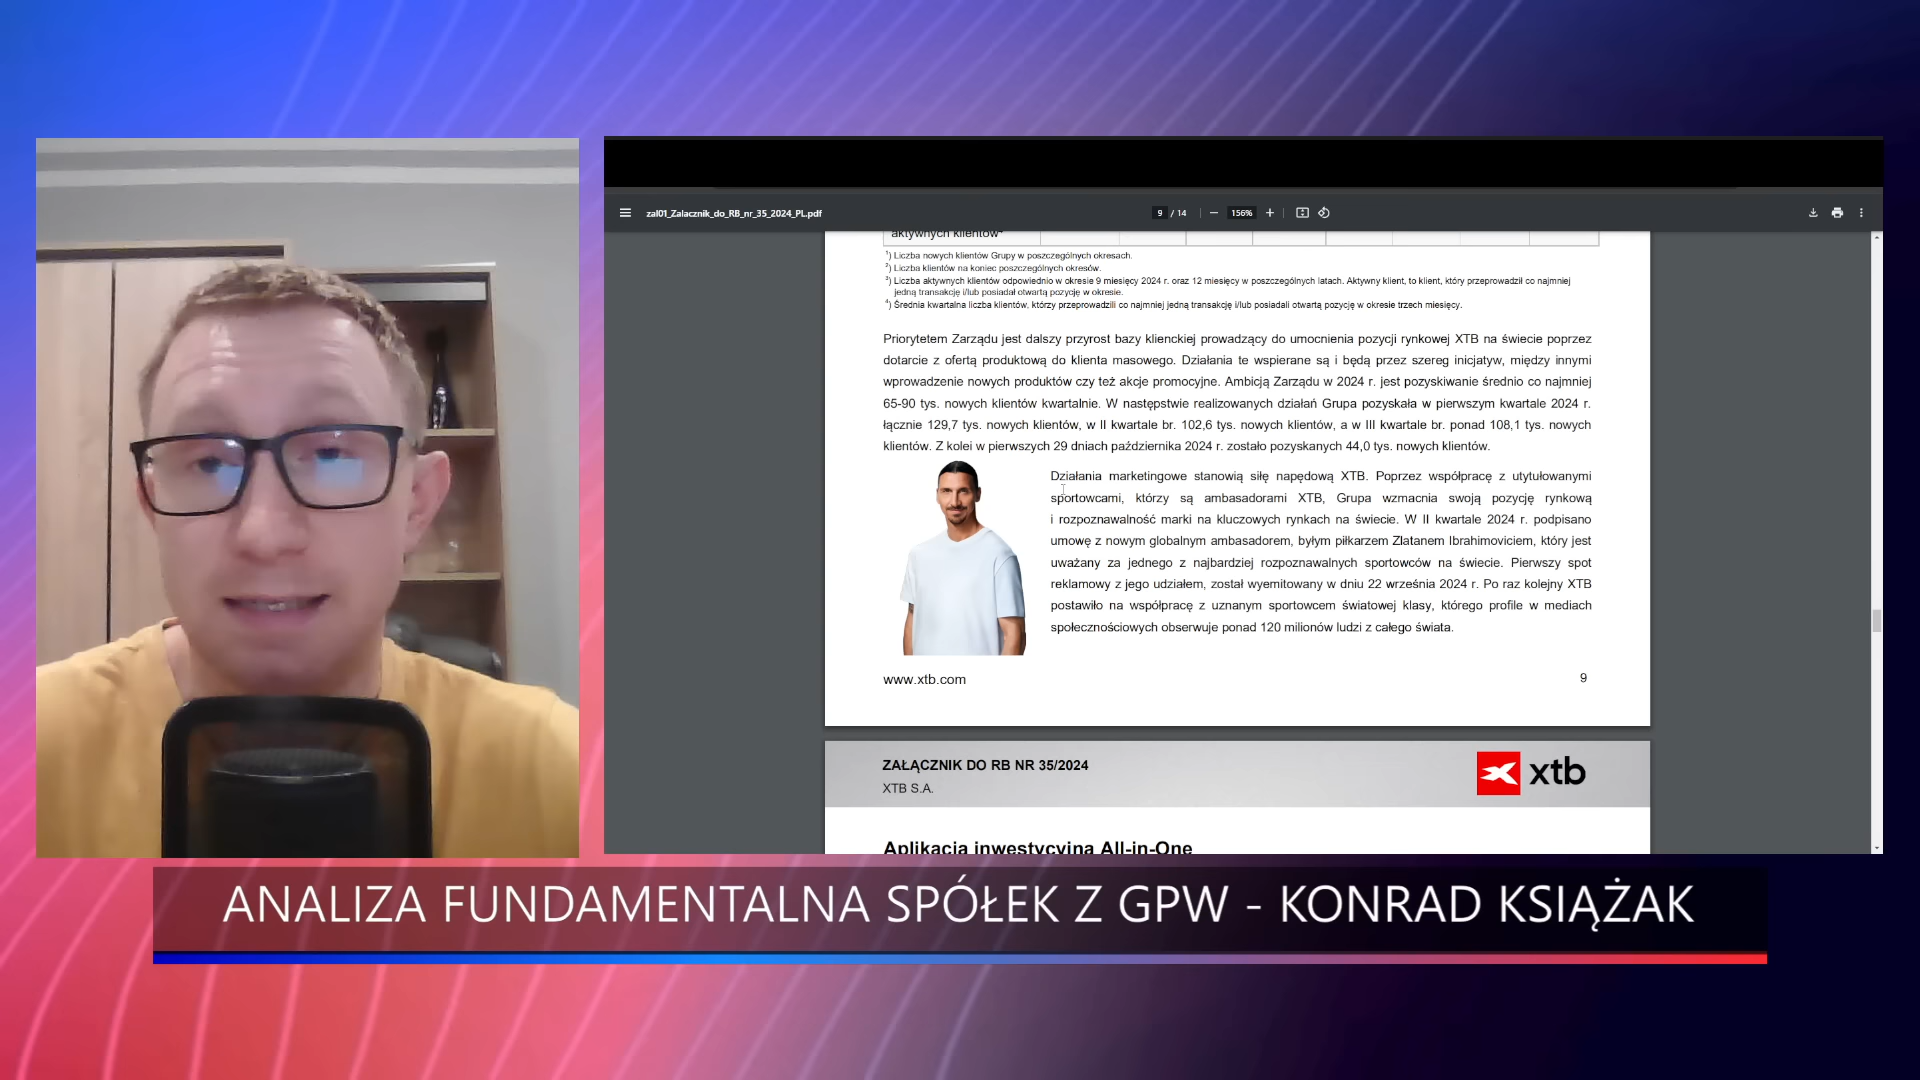 zal01_Zalacznik_do_RB_nr_35_2024_PL.pdf
9 / 14
156%
aktywnych klientów⁴
¹) Liczba nowych klientów Grupy w poszczególnych okresach.
²) Liczba klientów na koniec poszczególnych okresów.
³) Liczba aktywnych klientów odpowiednio w okresie 9 miesięcy 2024 r. oraz 12 miesięcy w poszczególnych latach. Aktywny klient, to klient, który przeprowadził co najmniej
jedną transakcję i/lub posiadał otwartą pozycję w okresie.
⁴) Średnia kwartalna liczba klientów, którzy przeprowadzili co najmniej jedną transakcję i/lub posiadali otwartą pozycję w okresie trzech miesięcy.
Priorytetem Zarządu jest dalszy przyrost bazy klienckiej prowadzący do umocnienia pozycji rynkowej XTB na świecie poprzez
dotarcie z ofertą produktową do klienta masowego. Działania te wspierane są i będą przez szereg inicjatyw, między innymi
wprowadzenie nowych produktów czy też akcje promocyjne. Ambicją Zarządu w 2024 r. jest pozyskiwanie średnio co najmniej
65-90 tys. nowych klientów kwartalnie. W następstwie realizowanych działań Grupa pozyskała w pierwszym kwartale 2024 r.
łącznie 129,7 tys. nowych klientów, w II kwartale br. 102,6 tys. nowych klientów, a w III kwartale br. ponad 108,1 tys. nowych
klientów. Z kolei w pierwszych 29 dniach października 2024 r. zostało pozyskanych 44,0 tys. nowych klientów.
Działania marketingowe stanowią siłę napędową XTB. Poprzez współpracę z utytułowanymi
sportowcami, którzy są ambasadorami XTB, Grupa wzmacnia swoją pozycję rynkową
i rozpoznawalność marki na kluczowych rynkach na świecie. W II kwartale 2024 r. podpisano
umowę z nowym globalnym ambasadorem, byłym piłkarzem Zlatanem Ibrahimoviciem, który jest
uważany za jednego z najbardziej rozpoznawalnych sportowców na świecie. Pierwszy spot
reklamowy z jego udziałem, został wyemitowany w dniu 22 września 2024 r. Po raz kolejny XTB
postawiło na współpracę z uznanym sportowcem światowej klasy, którego profile w mediach
społecznościowych obserwuje ponad 120 milionów ludzi z całego świata.
www.xtb.com
9
ZAŁĄCZNIK DO RB NR 35/2024
XTB S.A.
xtb
Aplikacja inwestycyjna All-in-One
ANALIZA FUNDAMENTALNA SPÓŁEK Z GPW - KONRAD KSIĄŻAK